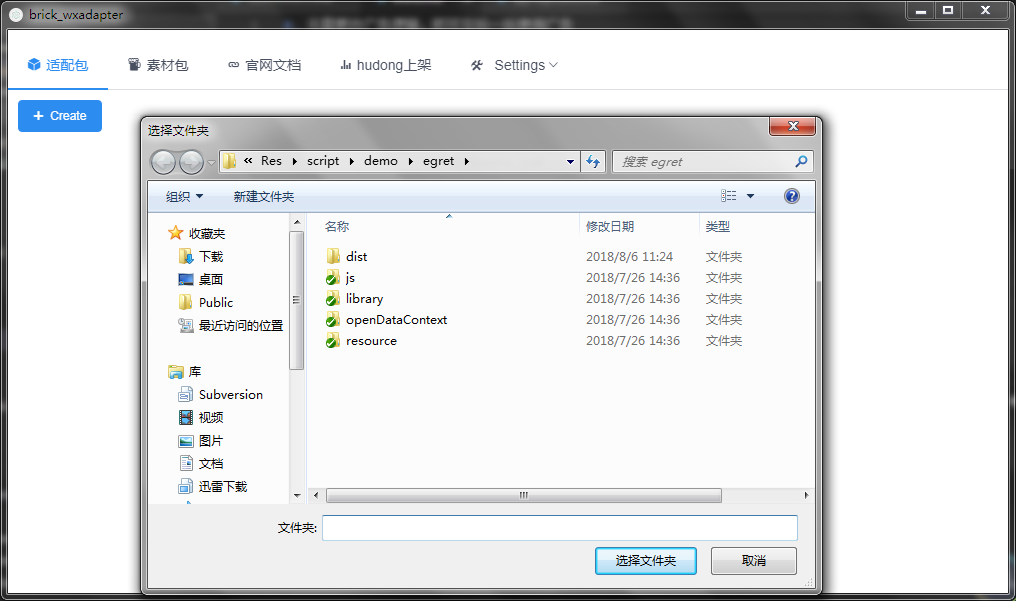 brick_wxadapter
适配包 素材包 官网文档 hudong上架 Settings
+ Create
选择文件夹
« Res script demo egret 搜索 egret
组织 新建文件夹
名称 修改日期 类型
收藏夹
下载
桌面
Public
最近访问的位置
库
Subversion
视频
图片
文档
迅雷下载
dist 2018/8/6 11:24 文件夹
js 2018/7/26 14:36 文件夹
library 2018/7/26 14:36 文件夹
openDataContext 2018/7/26 14:36 文件夹
resource 2018/7/26 14:36 文件夹
文件夹:
选择文件夹 取消